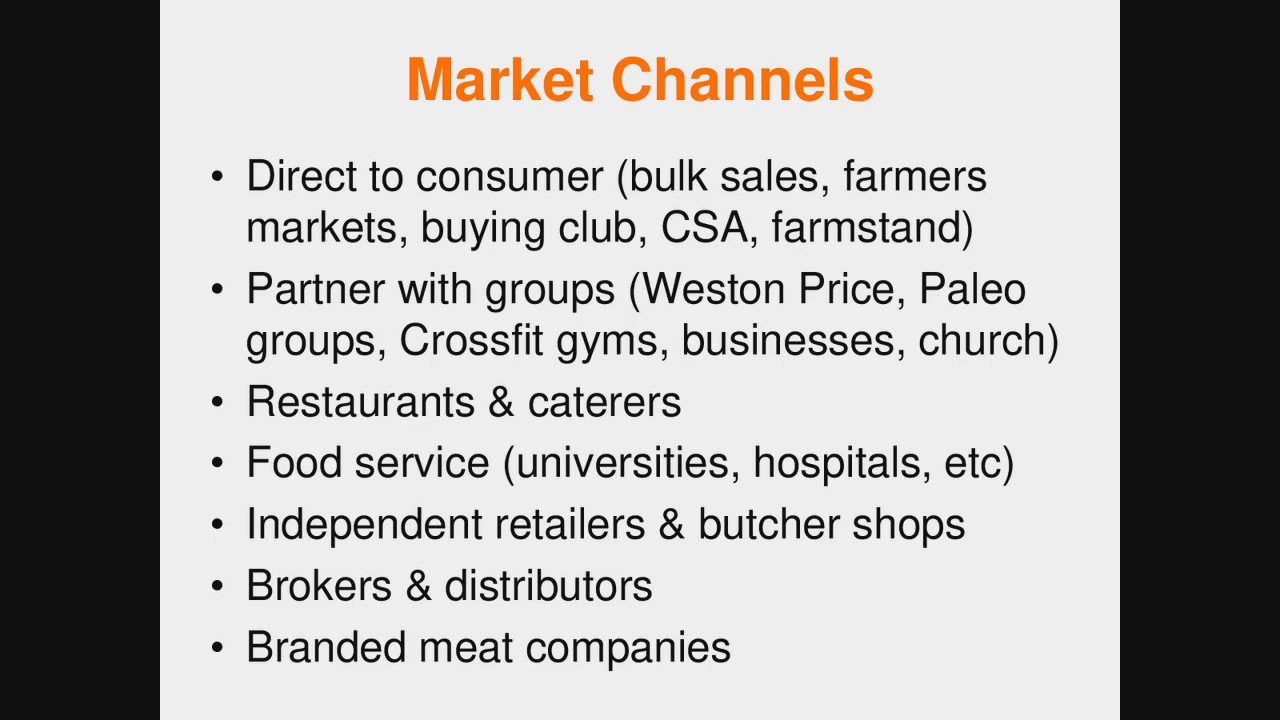 Market Channels
• Direct to consumer (bulk sales, farmers
markets, buying club, CSA, farmstand)
• Partner with groups (Weston Price, Paleo
groups, Crossfit gyms, businesses, church)
• Restaurants & caterers
• Food service (universities, hospitals, etc)
• Independent retailers & butcher shops
• Brokers & distributors
• Branded meat companies